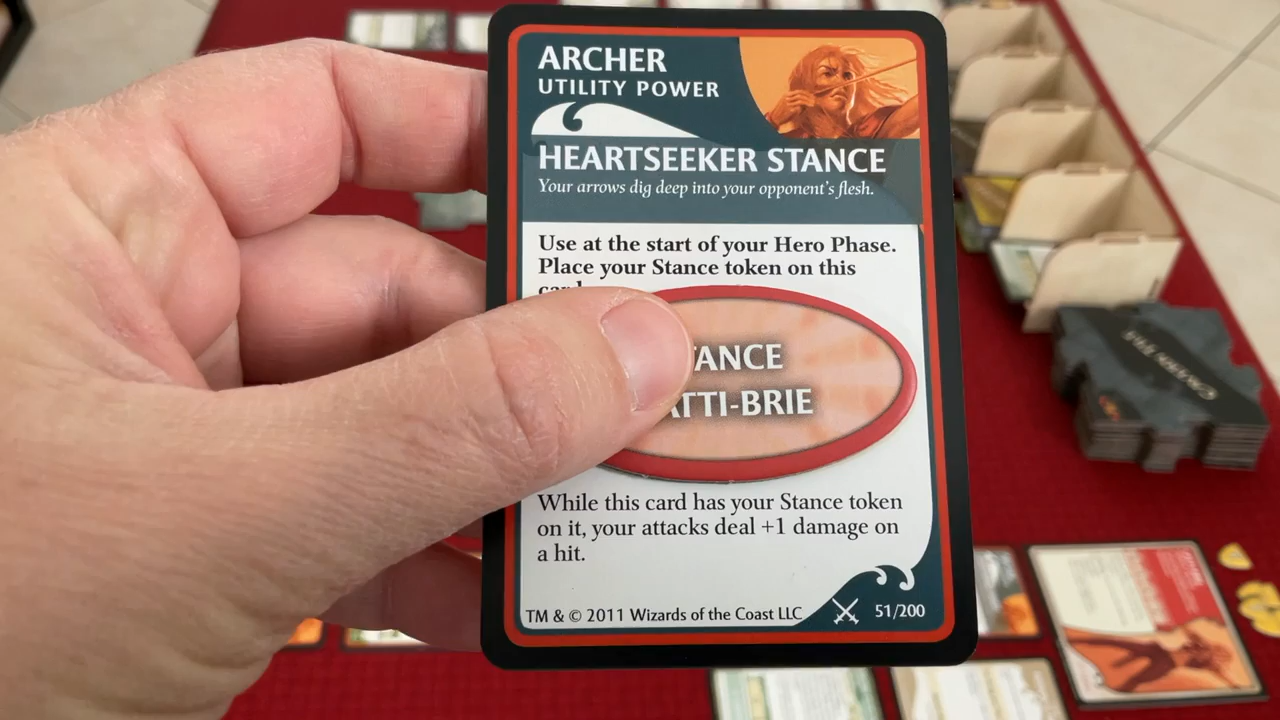 ARCHER
UTILITY POWER
HEARTSEEKER STANCE
Your arrows dig deep into your opponent's flesh.
Use at the start of your Hero Phase.
Place your Stance token on this
TANCE
ATTI-BRIE
While this card has your Stance token
on it, your attacks deal +1 damage on
a hit.
TM & © 2011 Wizards of the Coast LLC
51/200